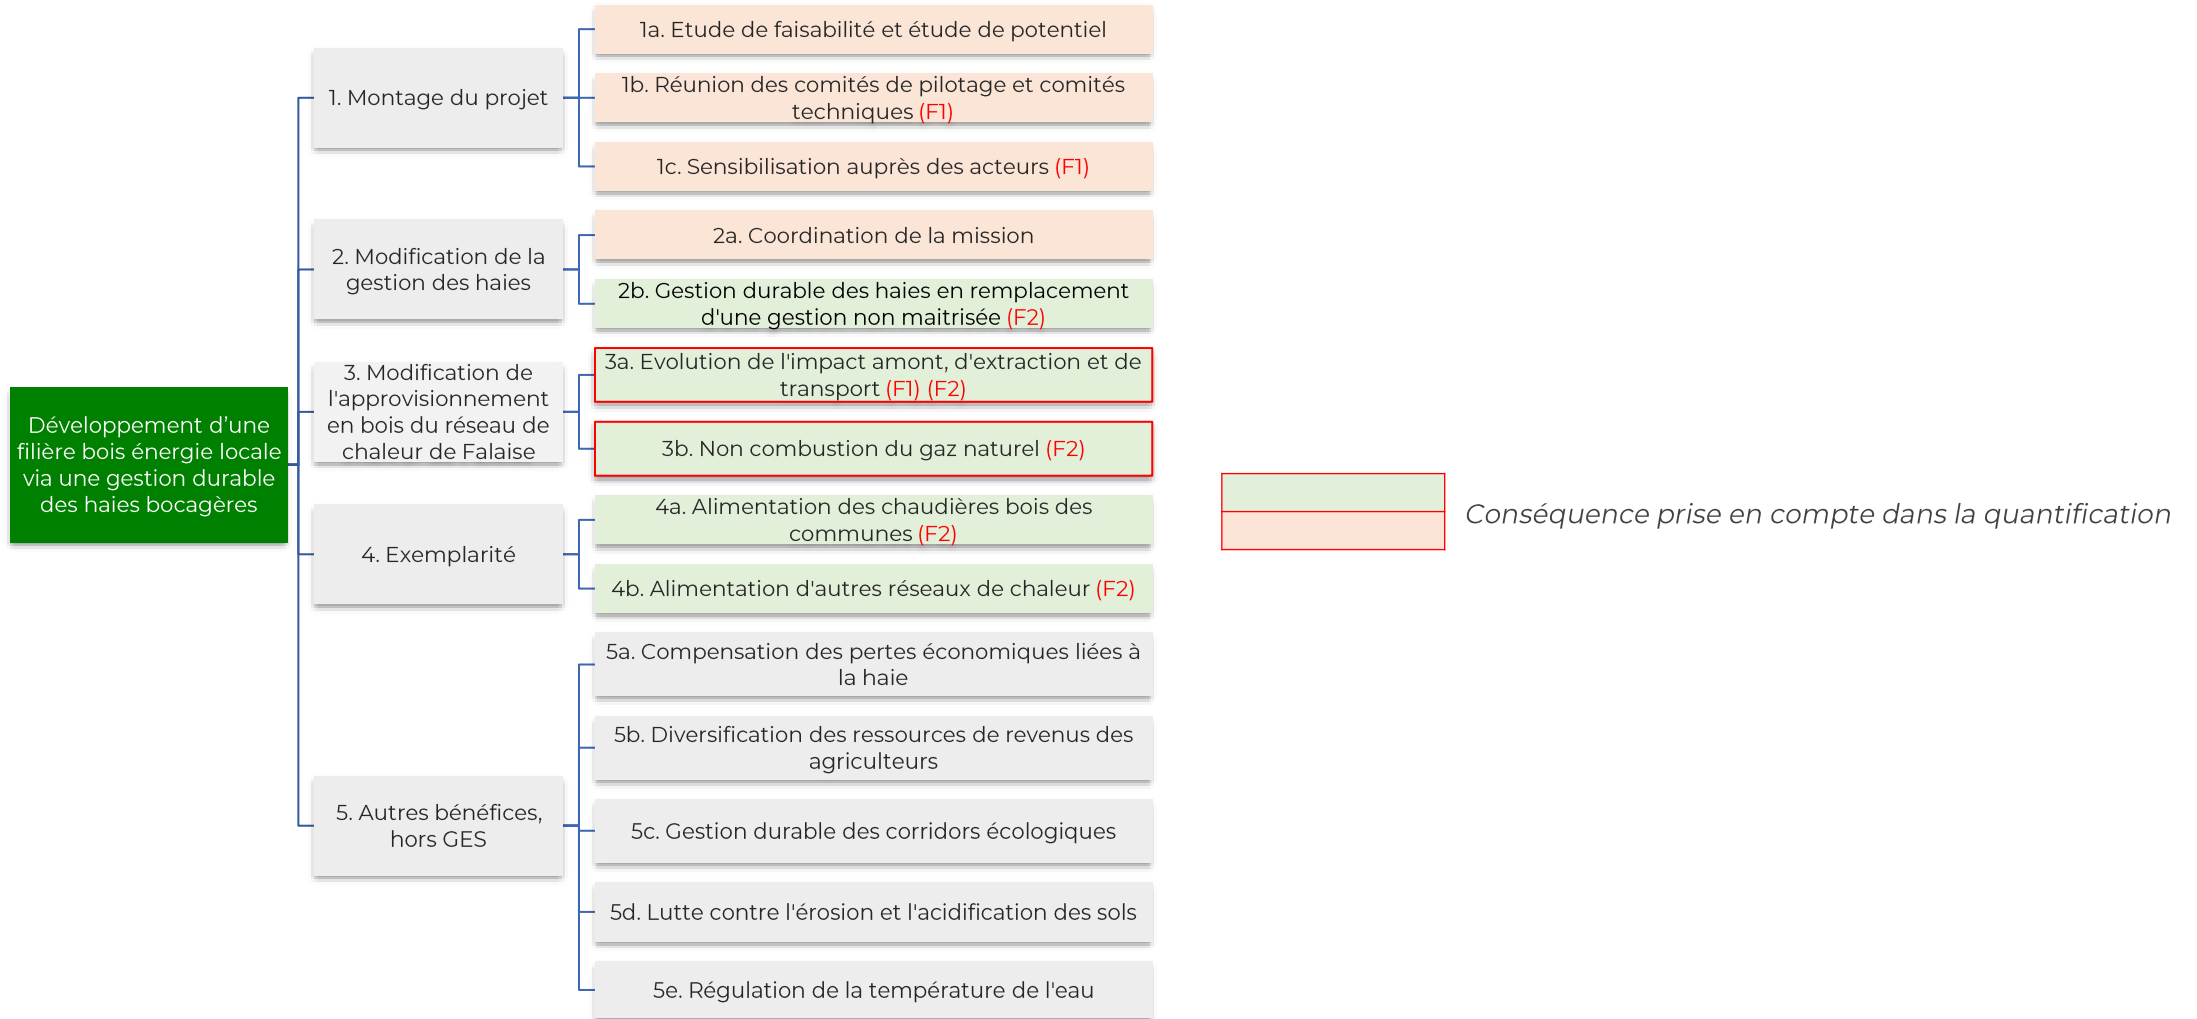 Développement d’une
filière bois énergie locale
via une gestion durable
des haies bocagères
1. Montage du projet
1a. Etude de faisabilité et étude de potentiel
1b. Réunion des comités de pilotage et comités
techniques (F1)
1c. Sensibilisation auprès des acteurs (F1)
2. Modification de la
gestion des haies
2a. Coordination de la mission
2b. Gestion durable des haies en remplacement
d'une gestion non maitrisée (F2)
3. Modification de
l'approvisionnement
en bois du réseau de
chaleur de Falaise
3a. Evolution de l'impact amont, d'extraction et de
transport (F1) (F2)
3b. Non combustion du gaz naturel (F2)
4. Exemplarité
4a. Alimentation des chaudières bois des
communes (F2)
4b. Alimentation d'autres réseaux de chaleur (F2)
5. Autres bénéfices,
hors GES
5a. Compensation des pertes économiques liées à
la haie
5b. Diversification des ressources de revenus des
agriculteurs
5c. Gestion durable des corridors écologiques
5d. Lutte contre l'érosion et l'acidification des sols
5e. Régulation de la température de l'eau
Conséquence prise en compte dans la quantification